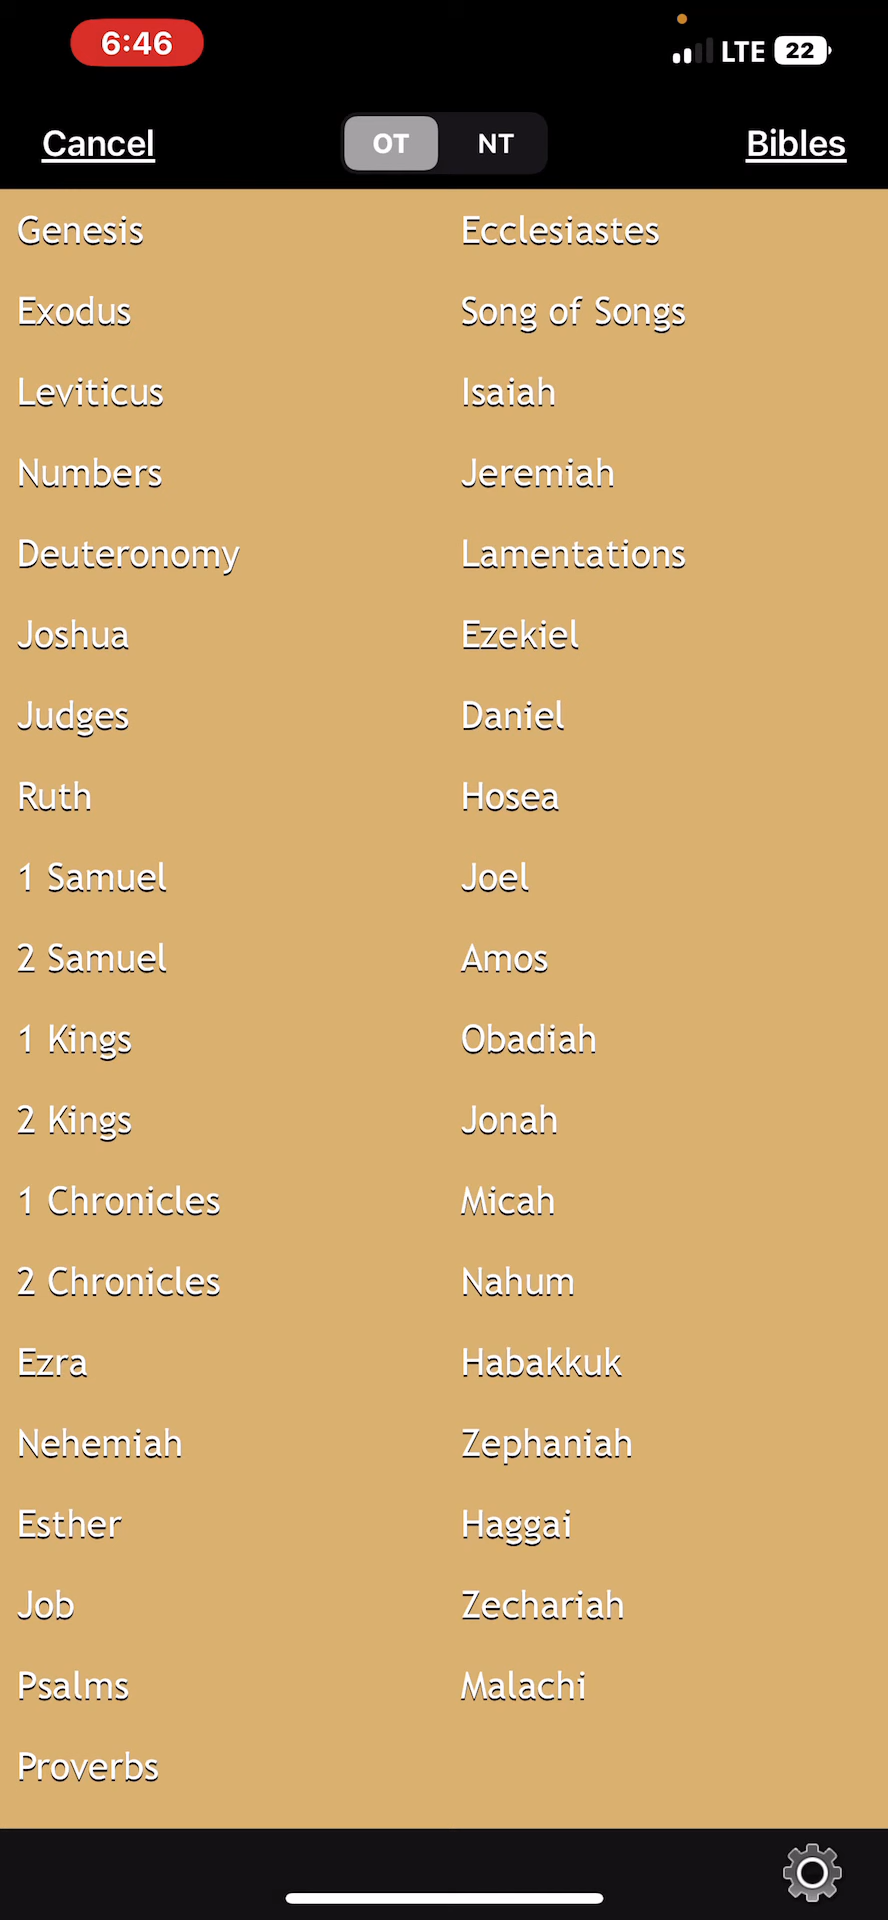 6:46
LTE 22
Cancel
OT NT
Bibles
Genesis
Exodus
Leviticus
Numbers
Deuteronomy
Joshua
Judges
Ruth
1 Samuel
2 Samuel
1 Kings
2 Kings
1 Chronicles
2 Chronicles
Ezra
Nehemiah
Esther
Job
Psalms
Proverbs
Ecclesiastes
Song of Songs
Isaiah
Jeremiah
Lamentations
Ezekiel
Daniel
Hosea
Joel
Amos
Obadiah
Jonah
Micah
Nahum
Habakkuk
Zephaniah
Haggai
Zechariah
Malachi